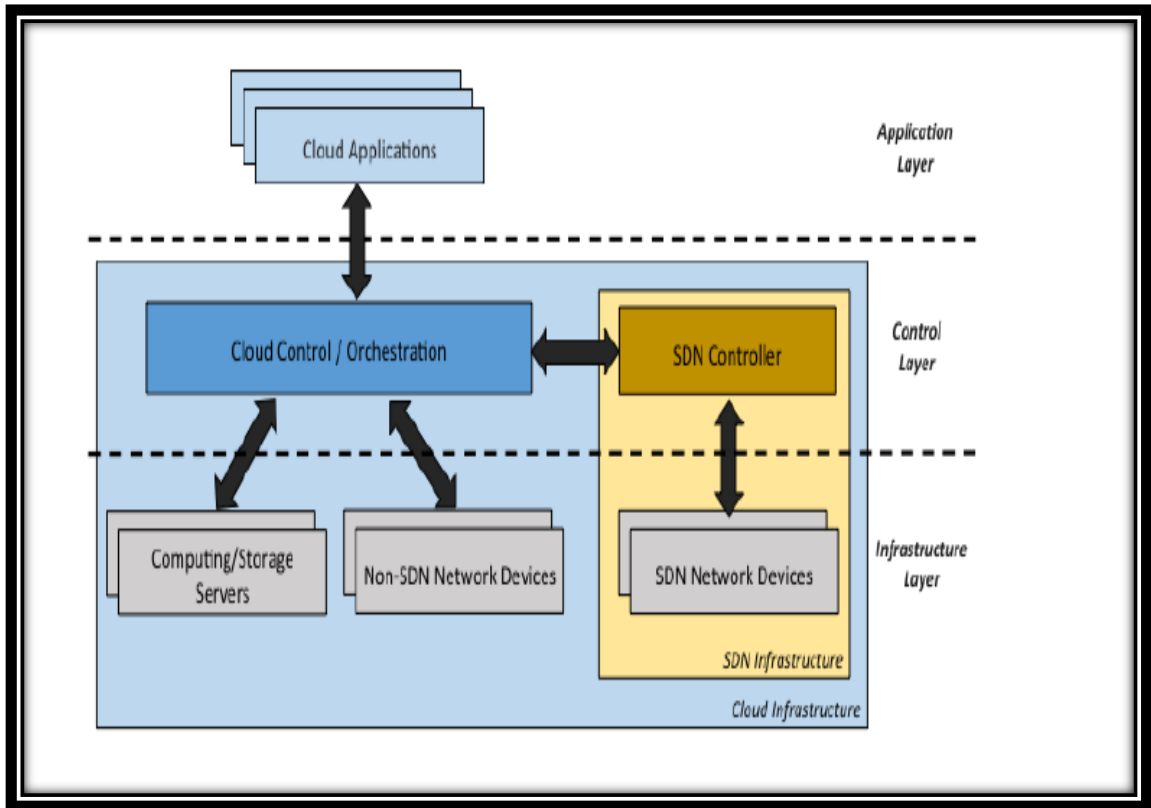 Cloud Applications
Application
Layer
Cloud Control / Orchestration
SDN Controller
Control
Layer
Computing/Storage
Servers
Non-SDN Network Devices
SDN Network Devices
Infrastructure
Layer
SDN Infrastructure
Cloud Infrastructure